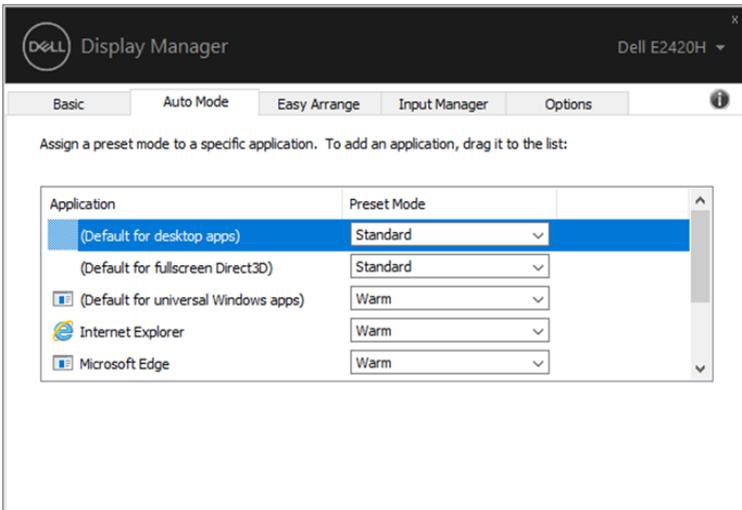 x
DELL Display Manager Dell E2420H
Basic Auto Mode Easy Arrange Input Manager Options
Assign a preset mode to a specific application. To add an application, drag it to the list:
Application Preset Mode
(Default for desktop apps) Standard
(Default for fullscreen Direct3D) Standard
(Default for universal Windows apps) Warm
Internet Explorer Warm
Microsoft Edge Warm